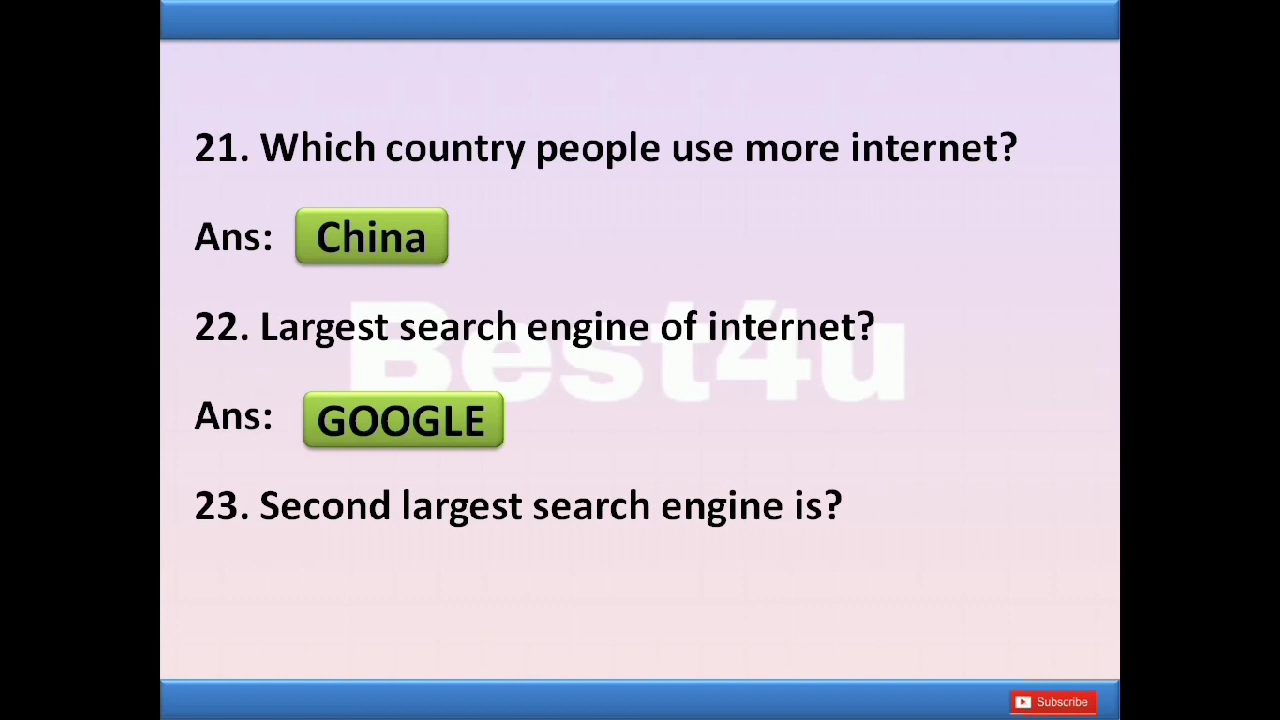 21. Which country people use more internet?
Ans: China
22. Largest search engine of internet?
Best4u
Ans: GOOGLE
23. Second largest search engine is?
Subscribe